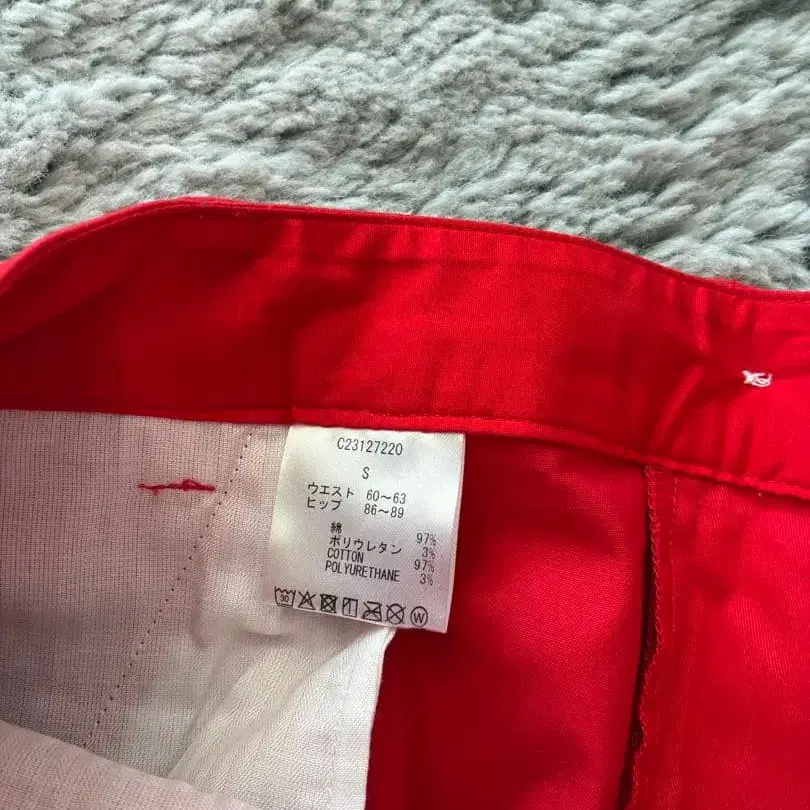 C23127220
S
ウエスト 60～63
ヒップ 86～89
綿 97%
ポリウレタン 3%
COTTON 97%
POLYURETHANE 3%
W